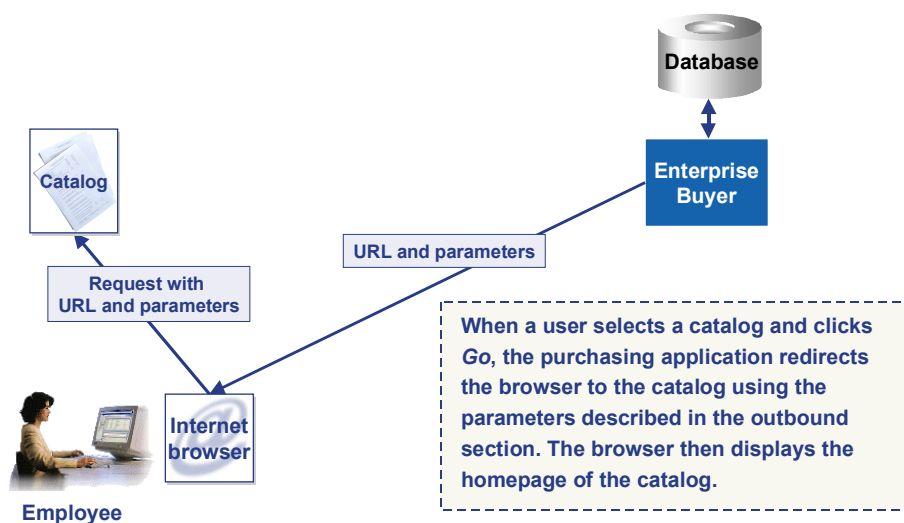 Database
Enterprise
Buyer
Catalog
URL and parameters
Request with
URL and parameters
When a user selects a catalog and clicks
Go, the purchasing application redirects
the browser to the catalog using the
parameters described in the outbound
section. The browser then displays the
homepage of the catalog.
Internet
browser
Employee